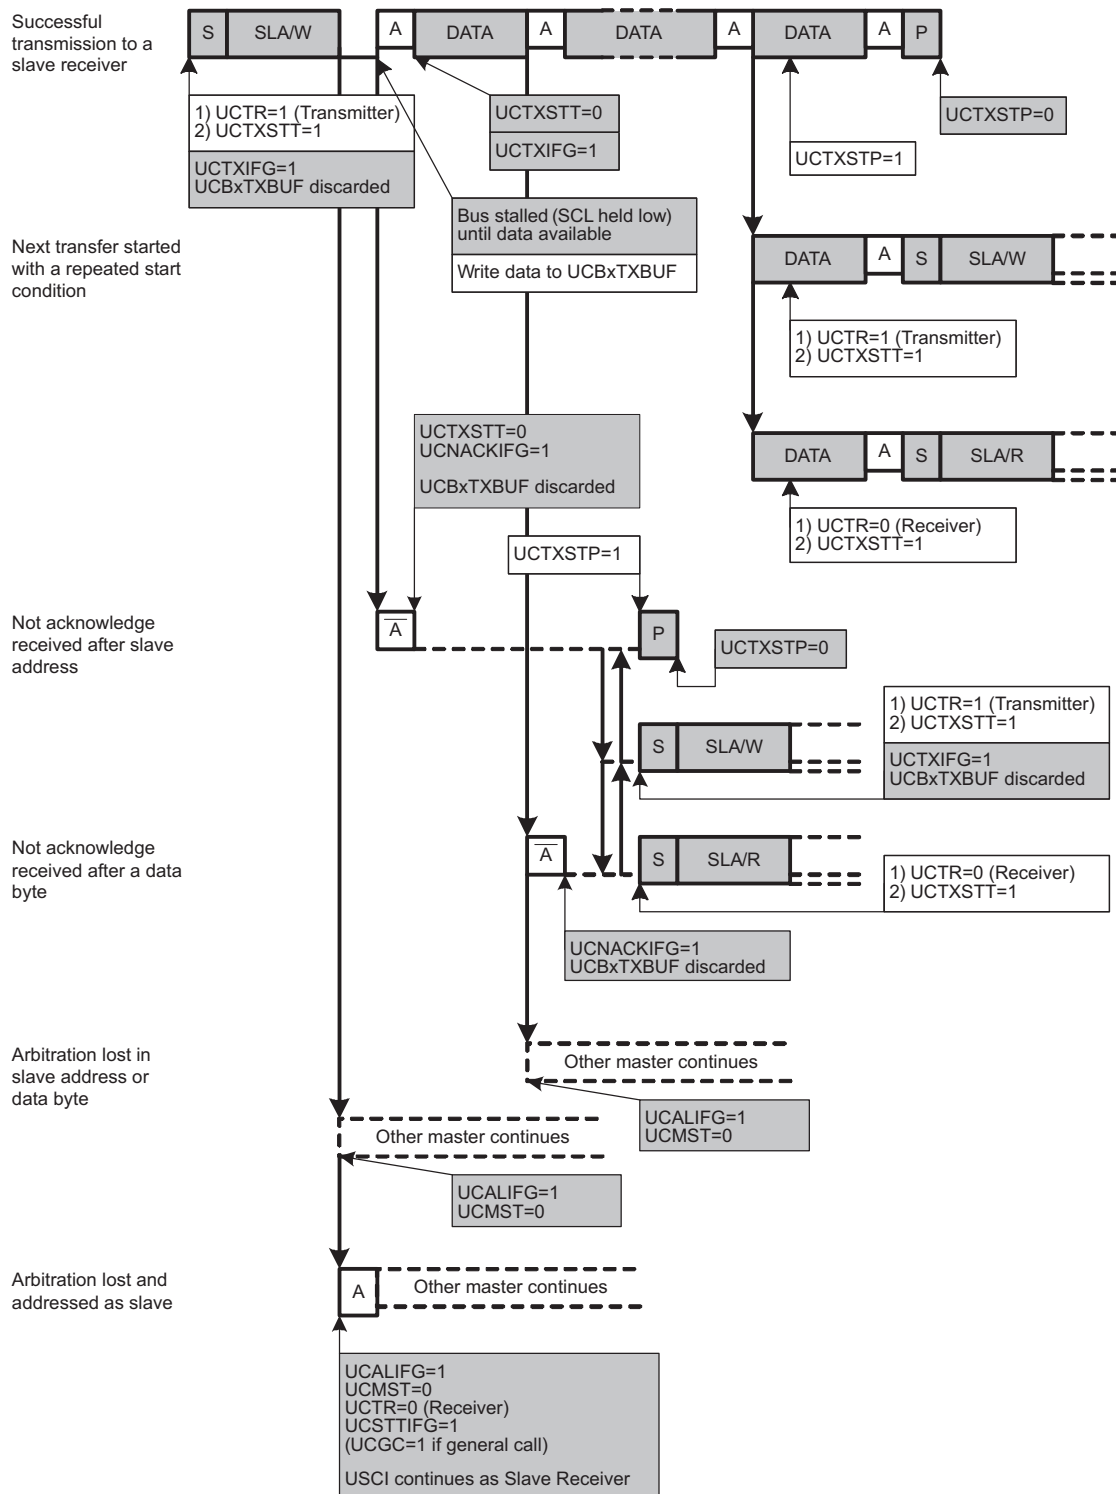 Successful
transmission to a
slave receiver
S SLA/W A DATA A DATA A DATA A P
1) UCTR=1 (Transmitter)
2) UCTXSTT=1
UCTXIFG=1
UCBxTXBUF discarded
UCTXSTT=0
UCTXIFG=1
Bus stalled (SCL held low)
until data available
Write data to UCBxTXBUF
UCTXSTP=1
UCTXSTP=0
Next transfer started
with a repeated start
condition
DATA A S SLA/W
1) UCTR=1 (Transmitter)
2) UCTXSTT=1
DATA A S SLA/R
1) UCTR=0 (Receiver)
2) UCTXSTT=1
UCTXSTT=0
UCNACKIFG=1
UCBxTXBUF discarded
UCTXSTP=1
Not acknowledge
received after slave
address
A̅ P
UCTXSTP=0
S SLA/W
1) UCTR=1 (Transmitter)
2) UCTXSTT=1
UCTXIFG=1
UCBxTXBUF discarded
Not acknowledge
received after a data
byte
A̅ S SLA/R
1) UCTR=0 (Receiver)
2) UCTXSTT=1
UCNACKIFG=1
UCBxTXBUF discarded
Arbitration lost in
slave address or
data byte
Other master continues
UCALIFG=1
UCMST=0
Other master continues
UCALIFG=1
UCMST=0
Arbitration lost and
addressed as slave
A Other master continues
UCALIFG=1
UCMST=0
UCTR=0 (Receiver)
UCSTTIFG=1
(UCGC=1 if general call)
USCI continues as Slave Receiver